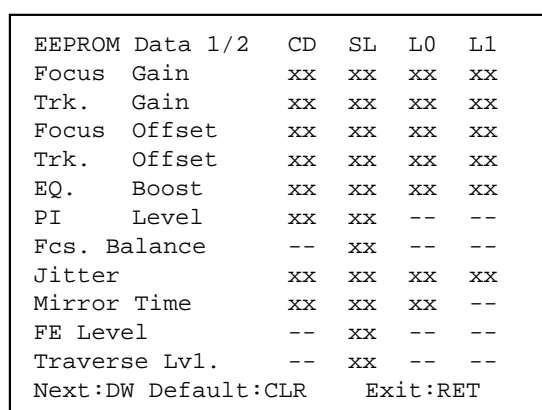 EEPROM Data 1/2 CD SL L0 L1
Focus Gain xx xx xx xx
Trk. Gain xx xx xx xx
Focus Offset xx xx xx xx
Trk. Offset xx xx xx xx
EQ. Boost xx xx xx xx
PI Level xx xx -- --
Fcs. Balance -- xx -- --
Jitter xx xx xx xx
Mirror Time xx xx xx --
FE Level -- xx -- --
Traverse Lv1. -- xx -- --
Next:DW Default:CLR Exit:RET